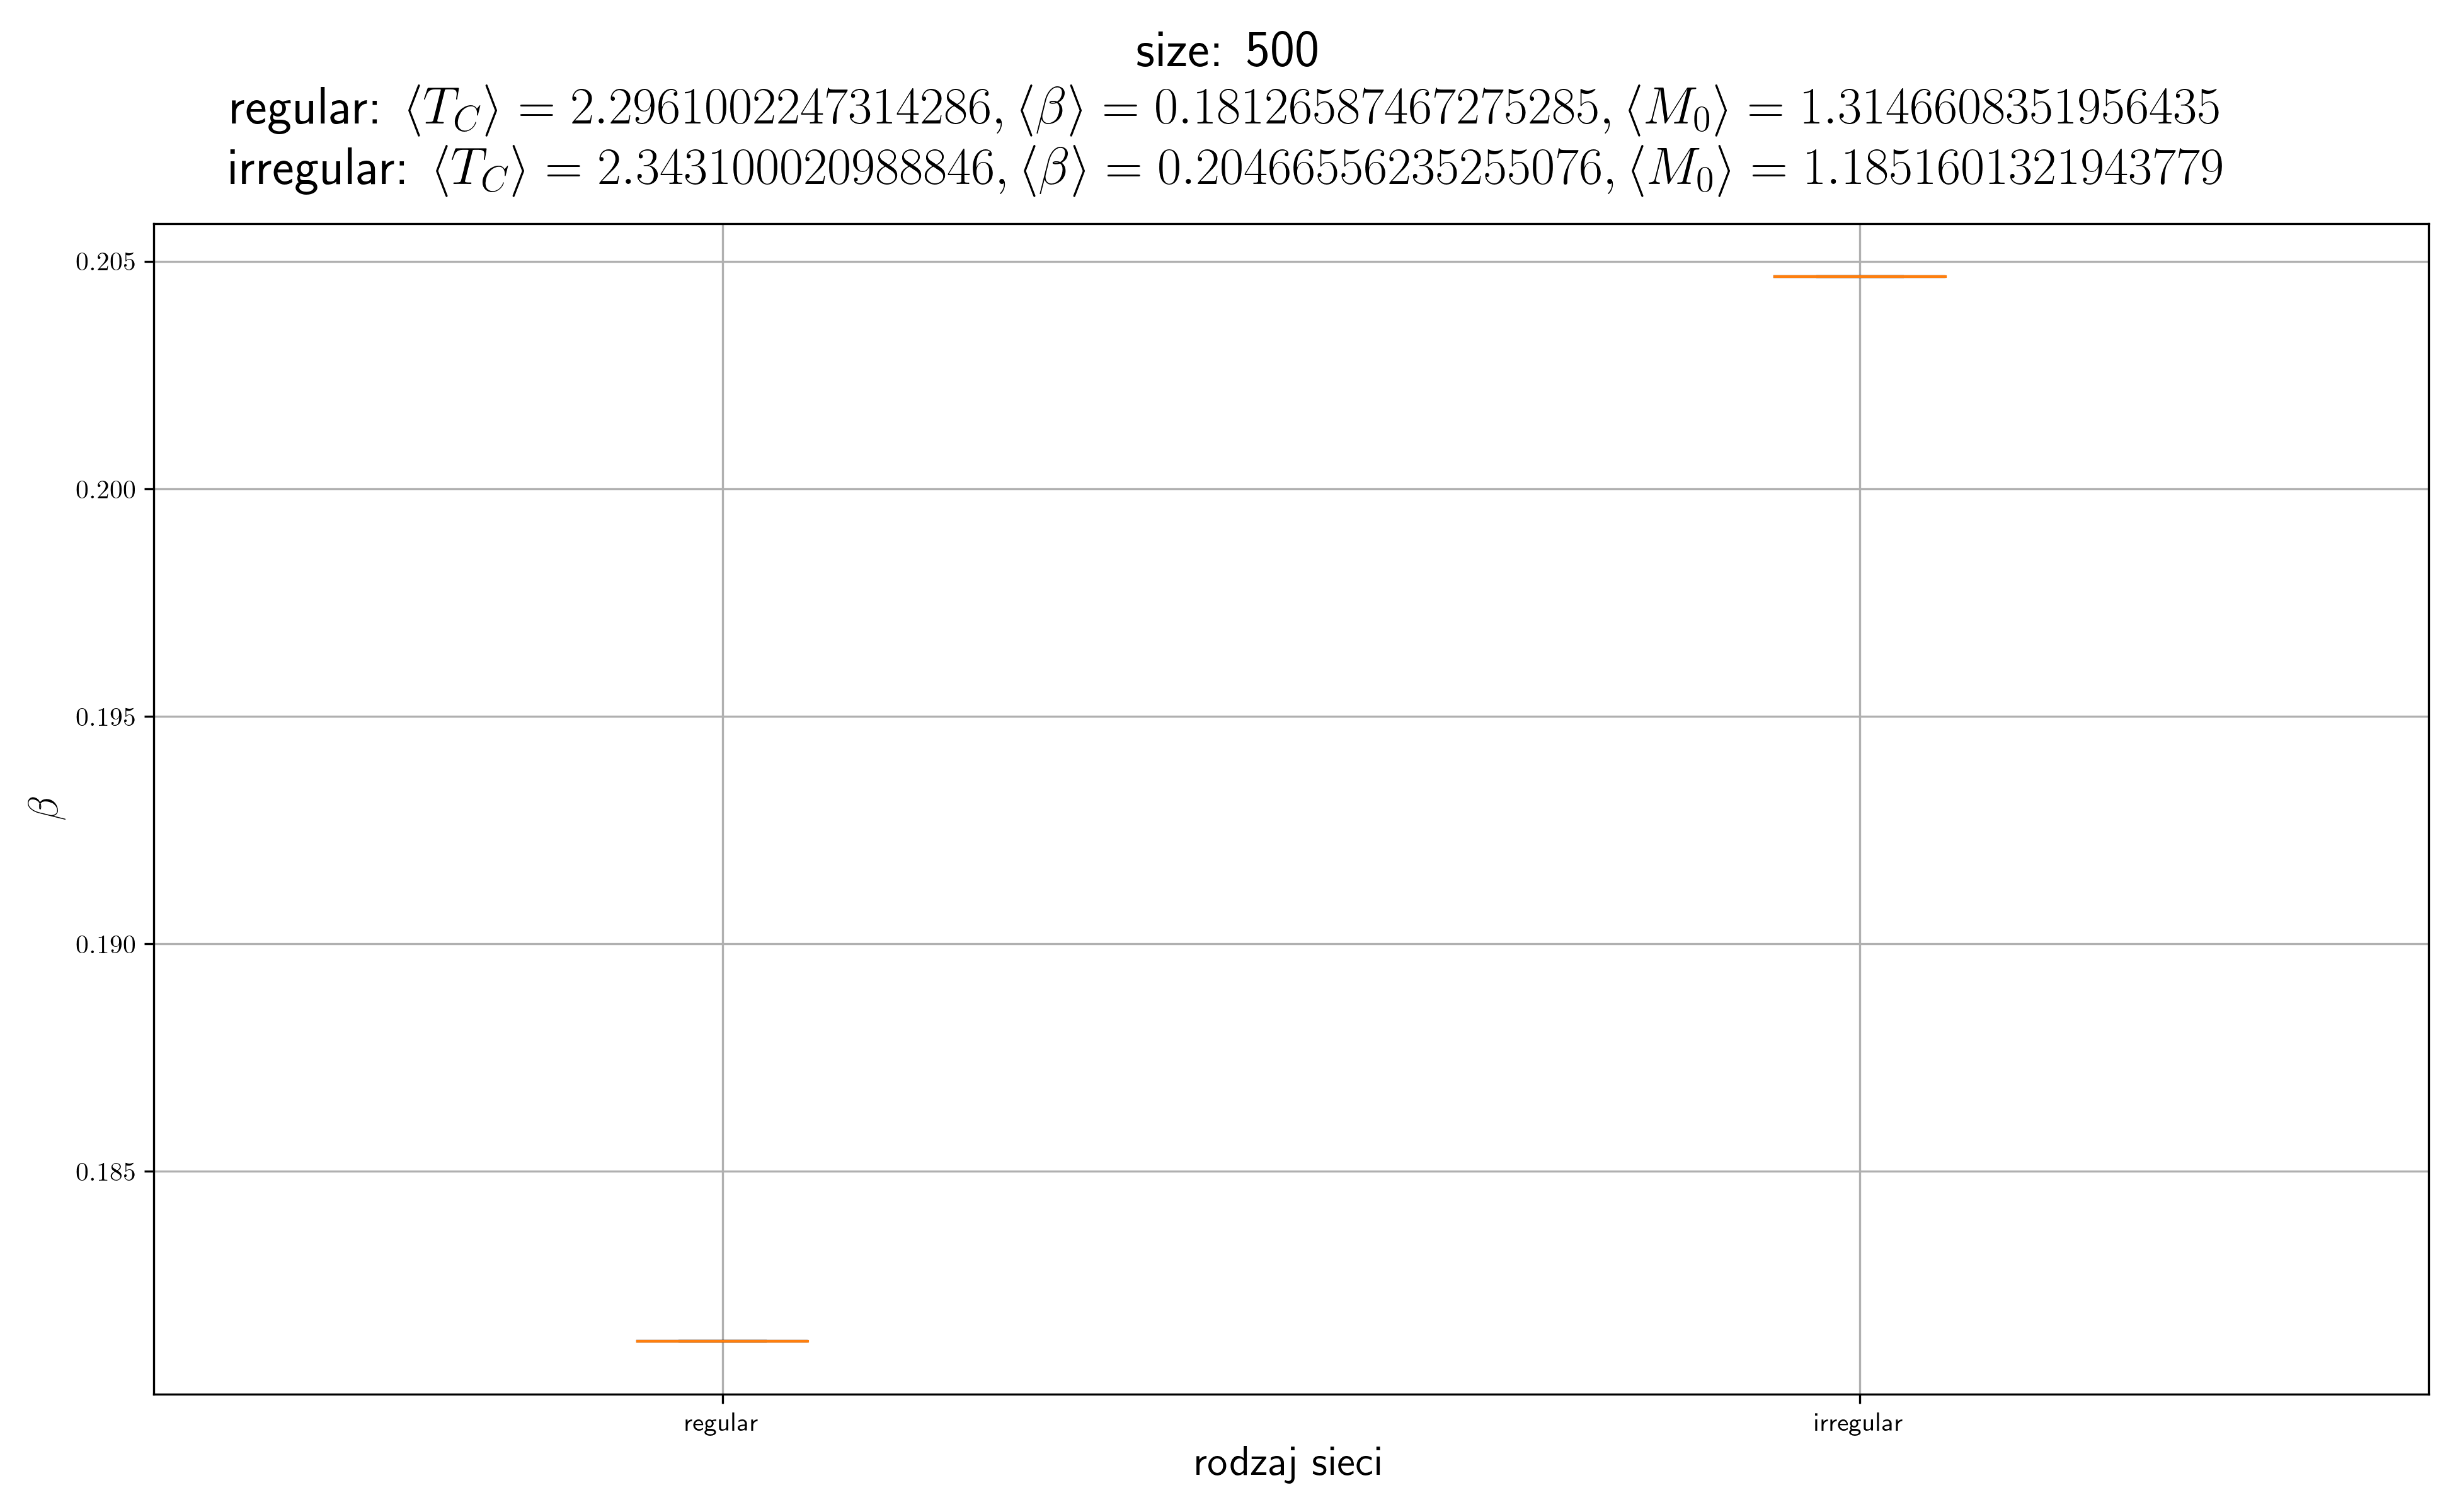 size: 500
regular: ⟨T_C⟩ = 2.2961002247314286, ⟨β⟩ = 0.18126587467275285, ⟨M_0⟩ = 1.3146608351956435
irregular: ⟨T_C⟩ = 2.343100020988846, ⟨β⟩ = 0.20466556235255076, ⟨M_0⟩ = 1.1851601321943779
0.205
0.200
0.195
0.190
0.185
β
regular
irregular
rodzaj sieci